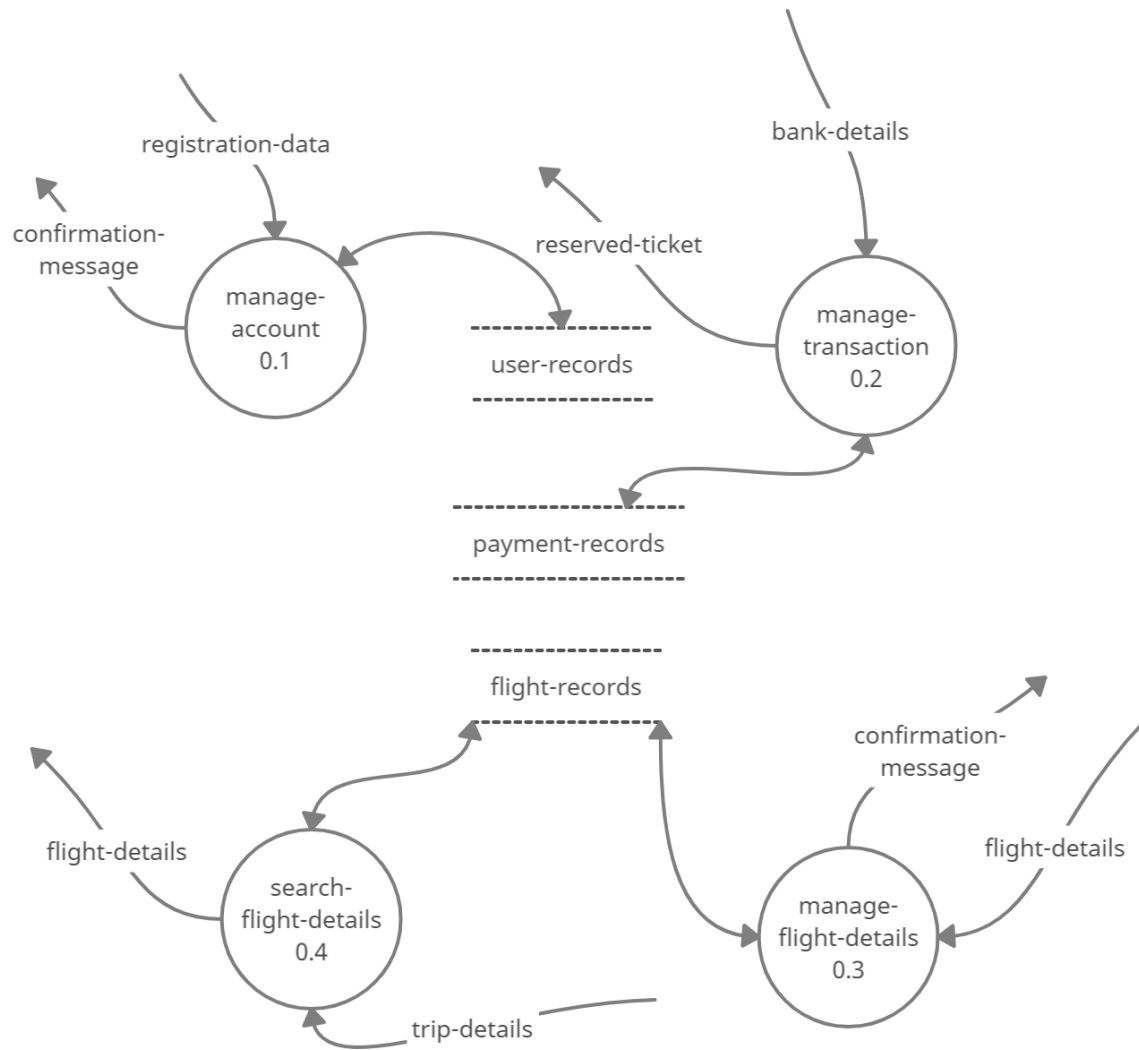 bank-details
registration-data
confirmation-
message
reserved-ticket
manage-
account
0.1
manage-
transaction
0.2
user-records
payment-records
flight-records
confirmation-
message
flight-details
flight-details
search-
flight-details
0.4
manage-
flight-details
0.3
trip-details